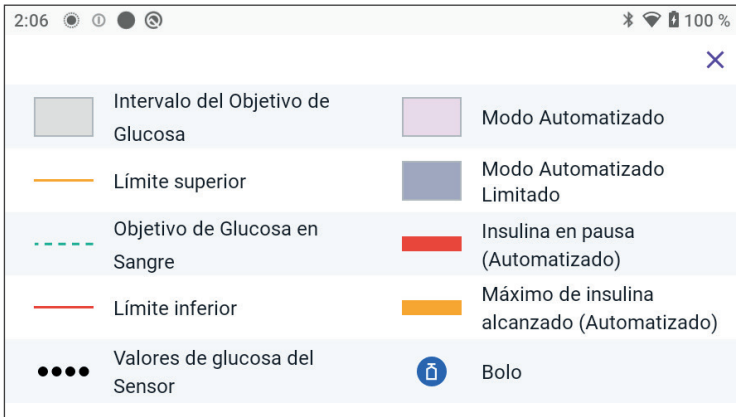 2:06 100 %
Intervalo del Objetivo de
Glucosa
Modo Automatizado
Límite superior
Modo Automatizado
Limitado
Objetivo de Glucosa en
Sangre
Insulina en pausa
(Automatizado)
Límite inferior
Máximo de insulina
alcanzado (Automatizado)
Valores de glucosa del
Sensor
Bolo